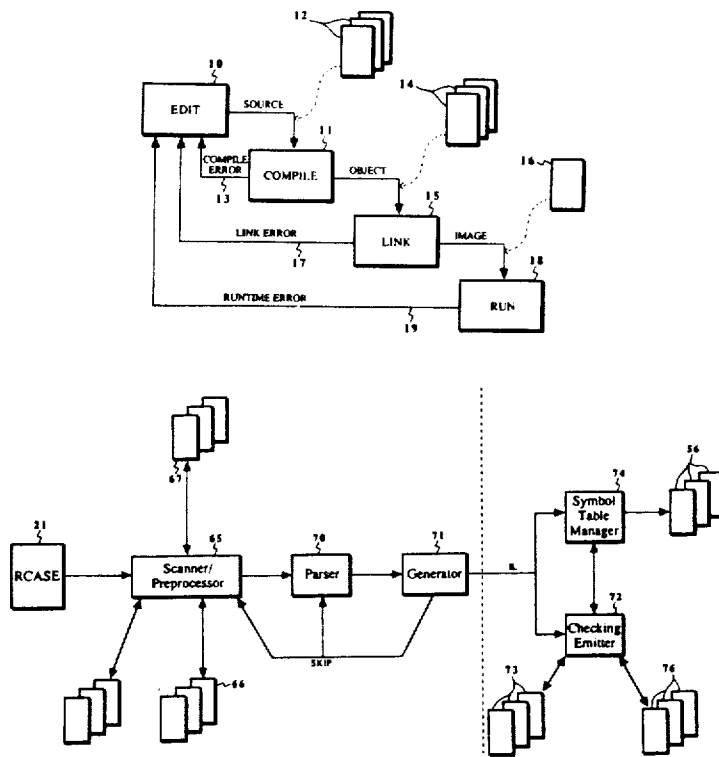 12
10
EDIT
SOURCE
14
11
COMPILE
ERROR
13
COMPILE
OBJECT
16
15
LINK ERROR
17
LINK
IMAGE
18
RUNTIME ERROR
19
RUN
67
56
74
Symbol
Table
Manager
21
RCASE
65
Scanner/
Preprocessor
70
Parser
71
Generator
IL
SKIP
72
Checking
Emitter
66
73
76